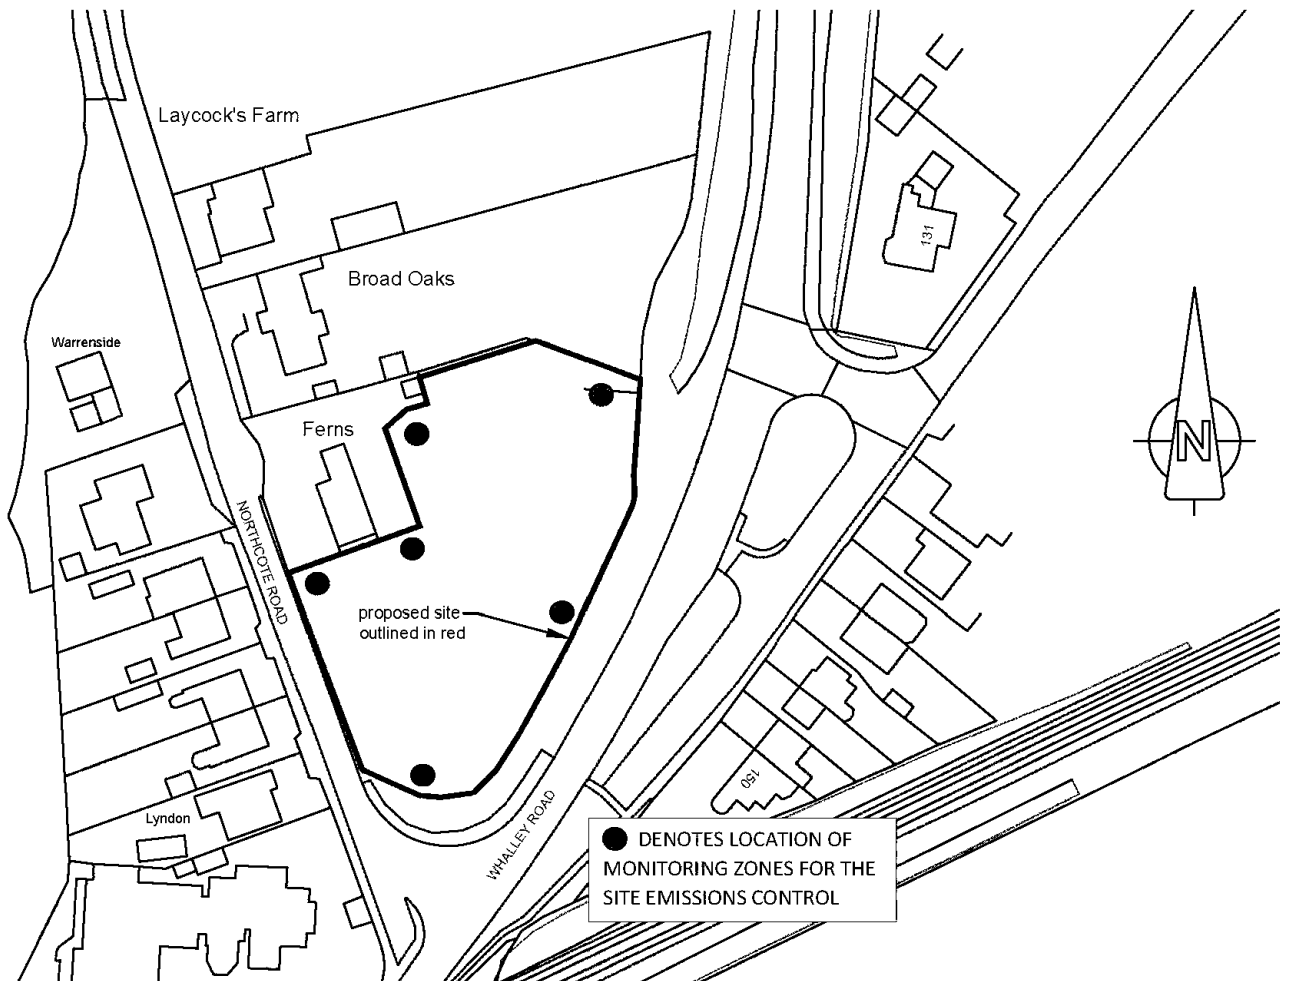 Laycock's Farm
131
Broad Oaks
Warrenside
Ferns
N
NORTHCOTE ROAD
proposed site
outlined in red
150
Lyndon
WHALLEY ROAD
DENOTES LOCATION OF
MONITORING ZONES FOR THE
SITE EMISSIONS CONTROL